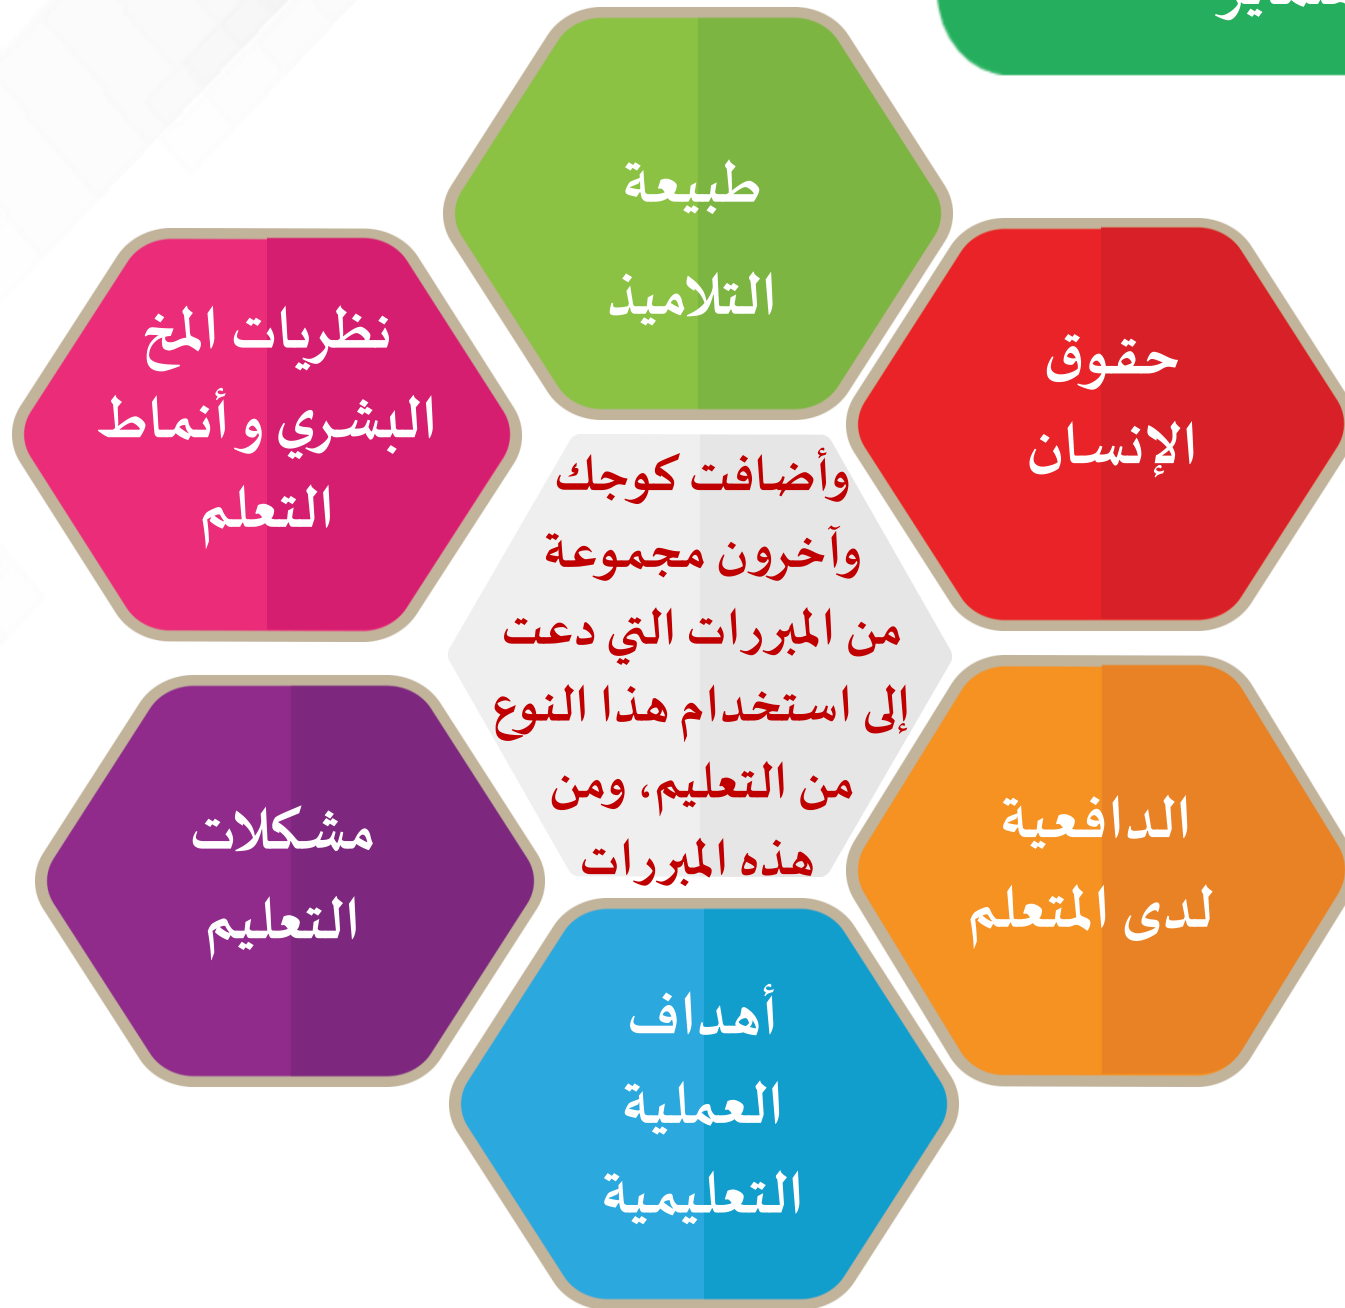 طبيعة
التلاميذ
حقوق
الإنسان
نظريات المخ
البشري وأنماط
التعلم
وأضافت كوجك
وآخرون مجموعة
من المبررات التي دعت
إلى استخدام هذا النوع
من التعليم، ومن
هذه المبررات
الدافعية
لدى المتعلم
مشكلات
التعليم
أهداف
العملية
التعليمية